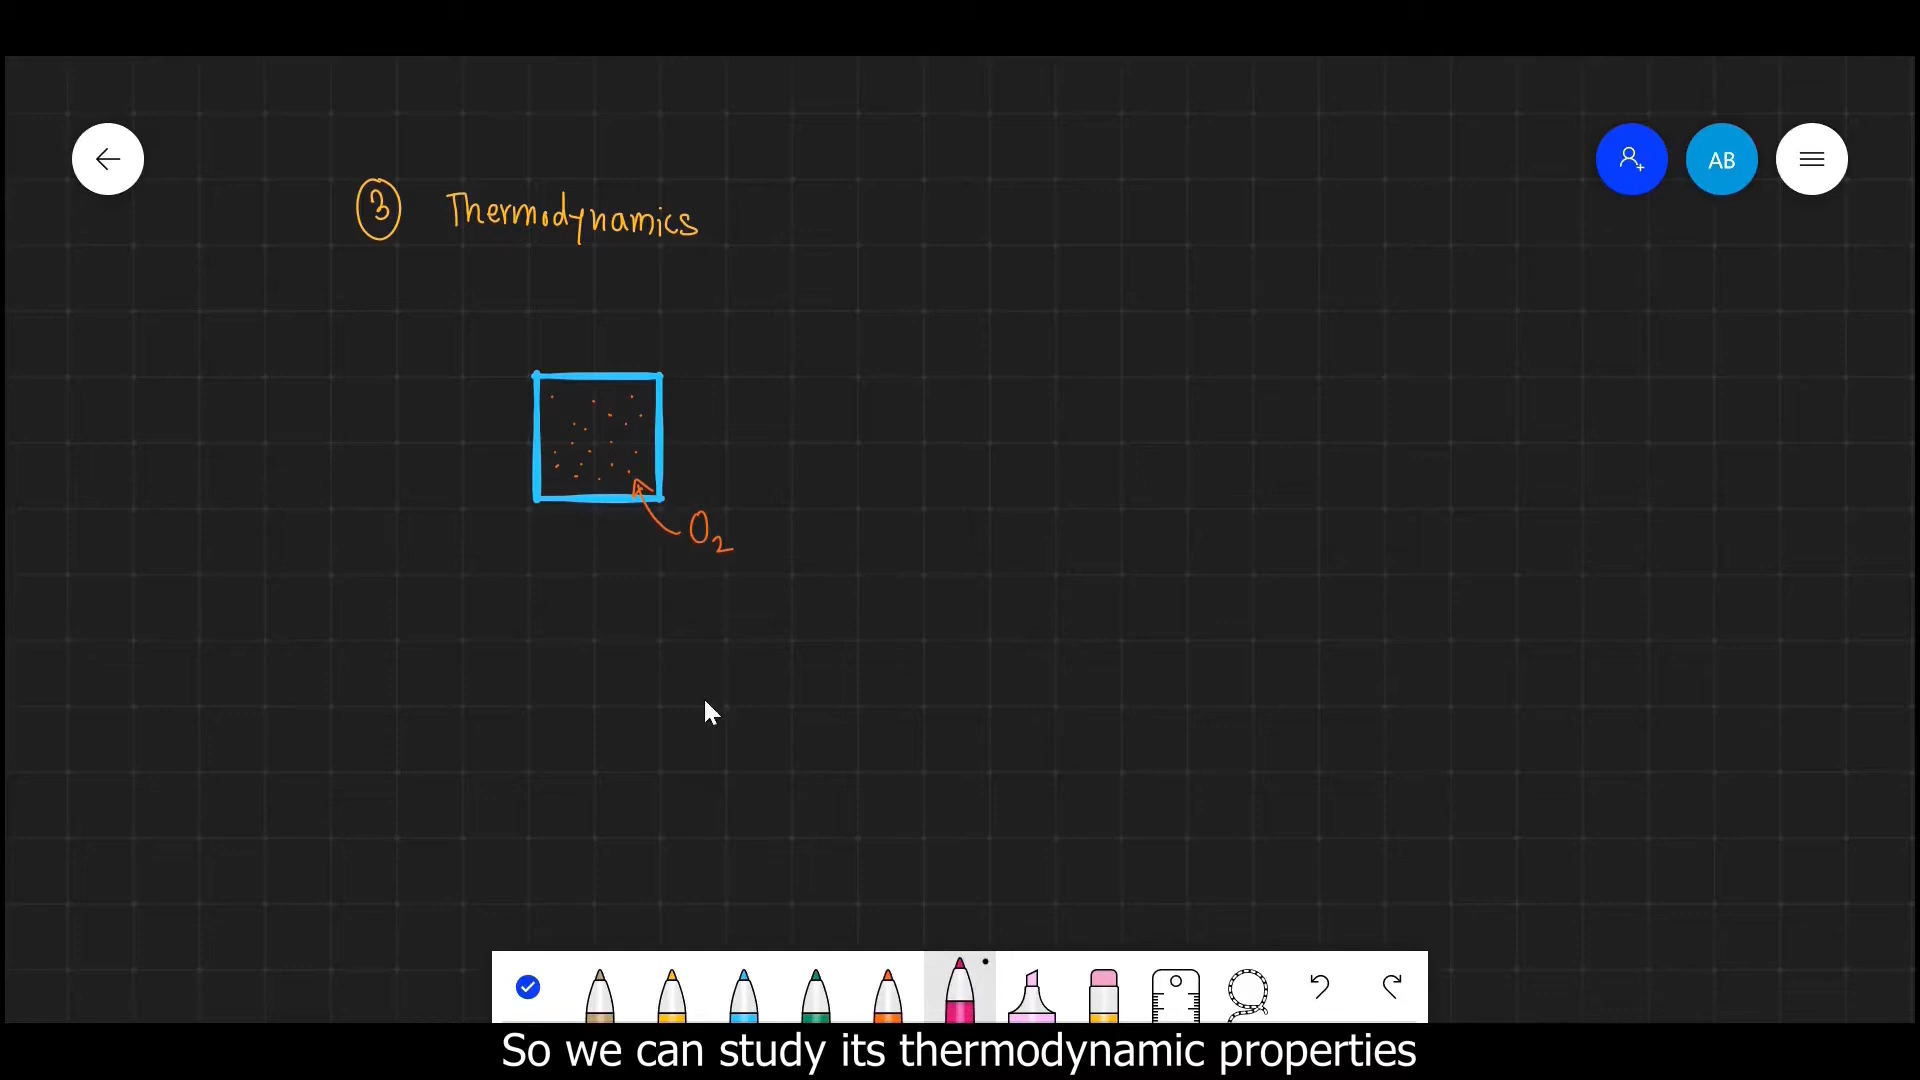 AB
③ Thermodynamics
O₂
So we can study its thermodynamic properties